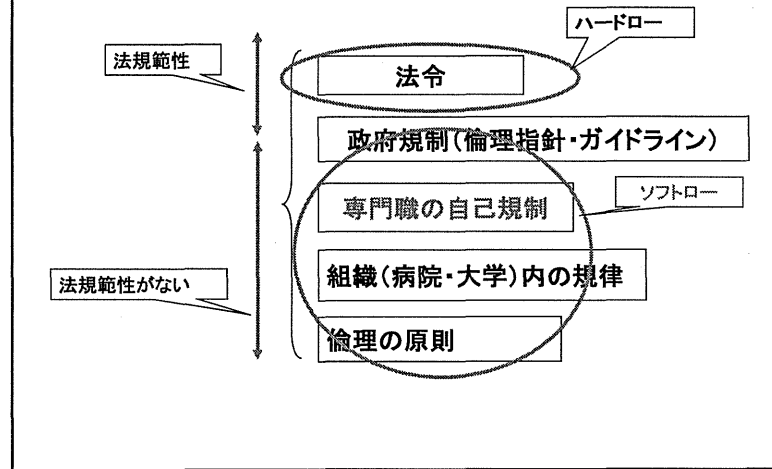 ハードロー
法規範性
法令
政府規制(倫理指針・ガイドライン)
専門職の自己規制
ソフトロー
組織(病院・大学)内の規律
法規範性がない
倫理の原則